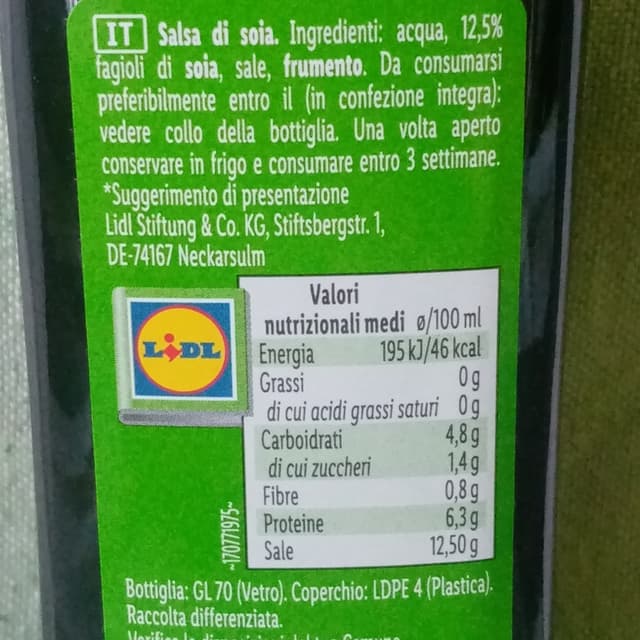 IT Salsa di soia. Ingredienti: acqua, 12,5%
fagioli di soia, sale, frumento. Da consumarsi
preferibilmente entro il (in confezione integra):
vedere collo della bottiglia. Una volta aperto
conservare in frigo e consumare entro 3 settimane.
*Suggerimento di presentazione
Lidl Stiftung & Co. KG, Stiftsbergstr. 1,
DE-74167 Neckarsulm
LIDL
Valori
nutrizionali medi ø/100 ml
Energia 195 kJ/46 kcal
Grassi 0 g
di cui acidi grassi saturi 0 g
Carboidrati 4,8 g
di cui zuccheri 1,4 g
Fibre 0,8 g
Proteine 6,3 g
Sale 12,50 g
~170771975~
Bottiglia: GL 70 (Vetro). Coperchio: LDPE 4 (Plastica).
Raccolta differenziata.